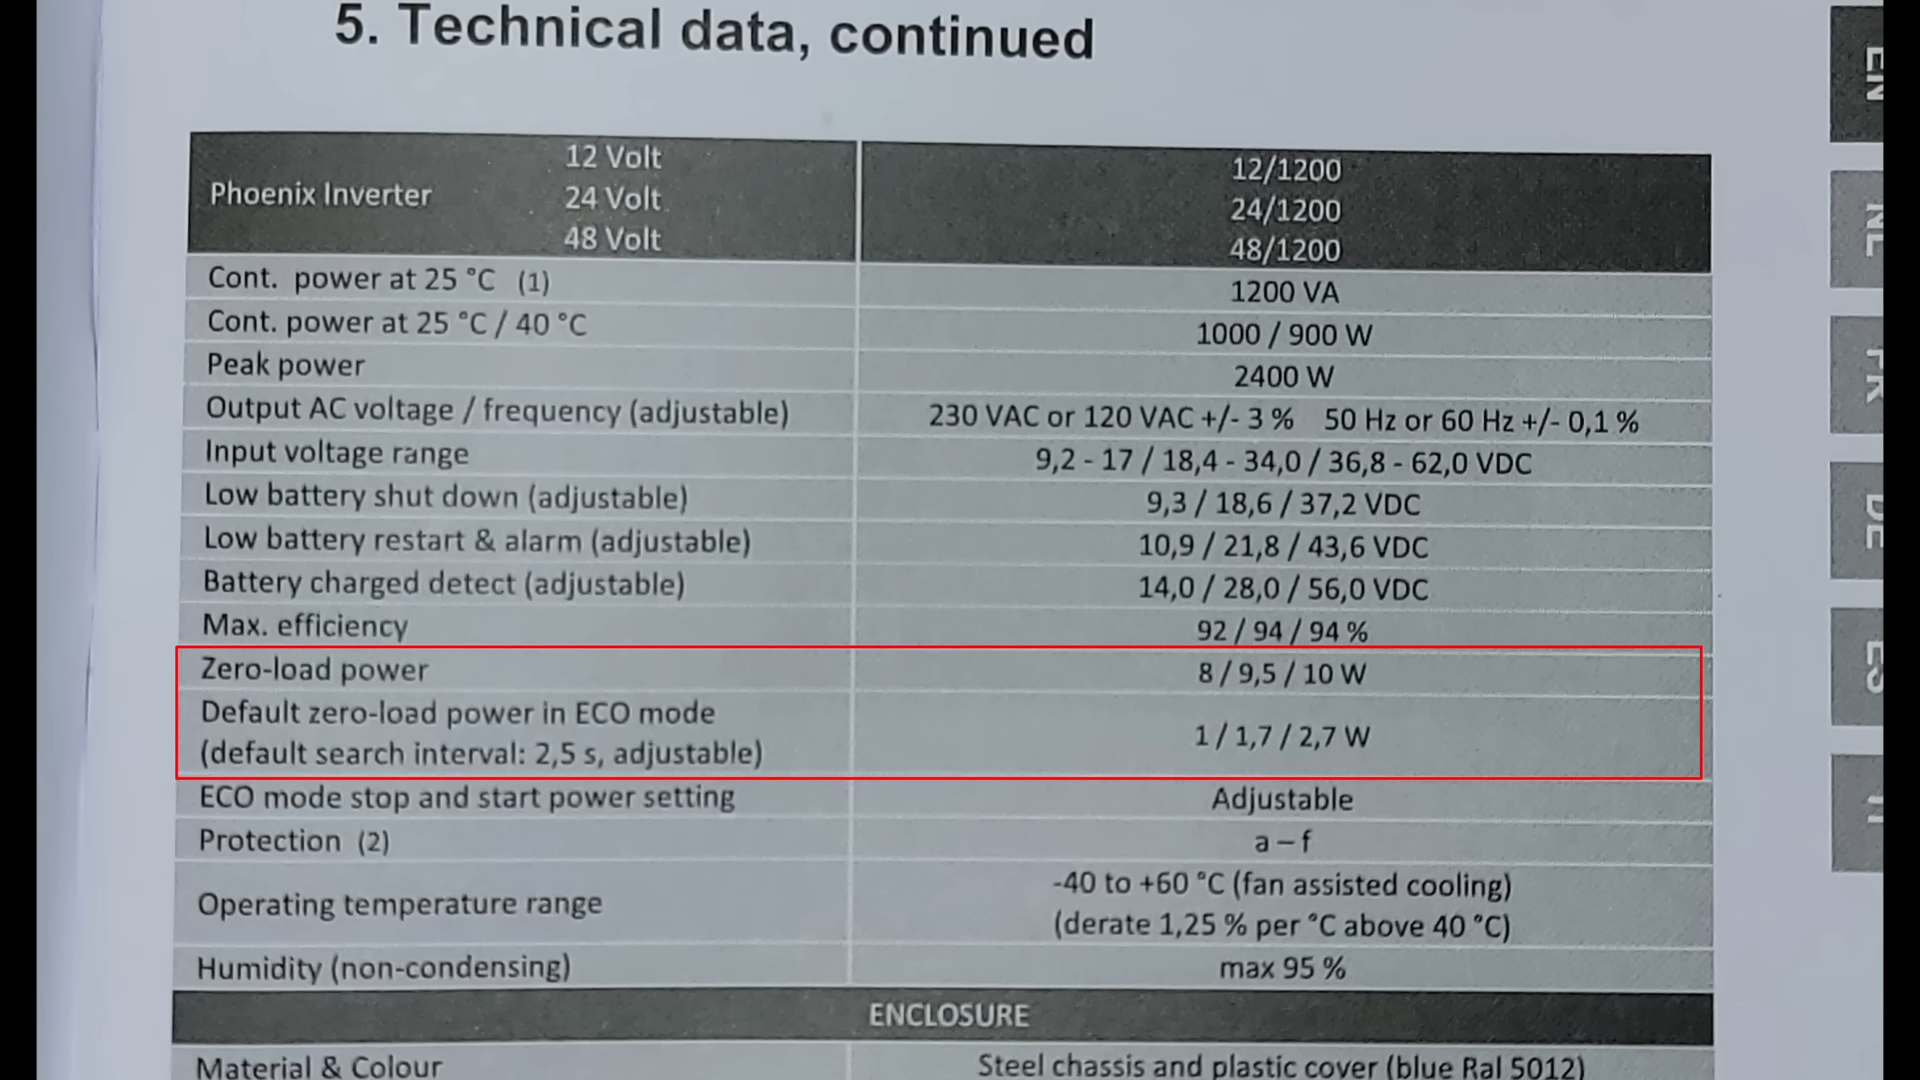 5. Technical data, continued
Phoenix Inverter
12 Volt
24 Volt
48 Volt
12/1200
24/1200
48/1200
Cont. power at 25 °C (1)
1200 VA
Cont. power at 25 °C / 40 °C
1000 / 900 W
Peak power
2400 W
Output AC voltage / frequency (adjustable)
230 VAC or 120 VAC +/- 3 % 50 Hz or 60 Hz +/- 0,1 %
Input voltage range
9,2 - 17 / 18,4 - 34,0 / 36,8 - 62,0 VDC
Low battery shut down (adjustable)
9,3 / 18,6 / 37,2 VDC
Low battery restart & alarm (adjustable)
10,9 / 21,8 / 43,6 VDC
Battery charged detect (adjustable)
14,0 / 28,0 / 56,0 VDC
Max. efficiency
92 / 94 / 94 %
Zero-load power
8 / 9,5 / 10 W
Default zero-load power in ECO mode
(default search interval: 2,5 s, adjustable)
1 / 1,7 / 2,7 W
ECO mode stop and start power setting
Adjustable
Protection (2)
a – f
Operating temperature range
-40 to +60 °C (fan assisted cooling)
(derate 1,25 % per °C above 40 °C)
Humidity (non-condensing)
max 95 %
ENCLOSURE
Material & Colour
Steel chassis and plastic cover (blue Ral 5012)
EN
NL
FR
DE
ES